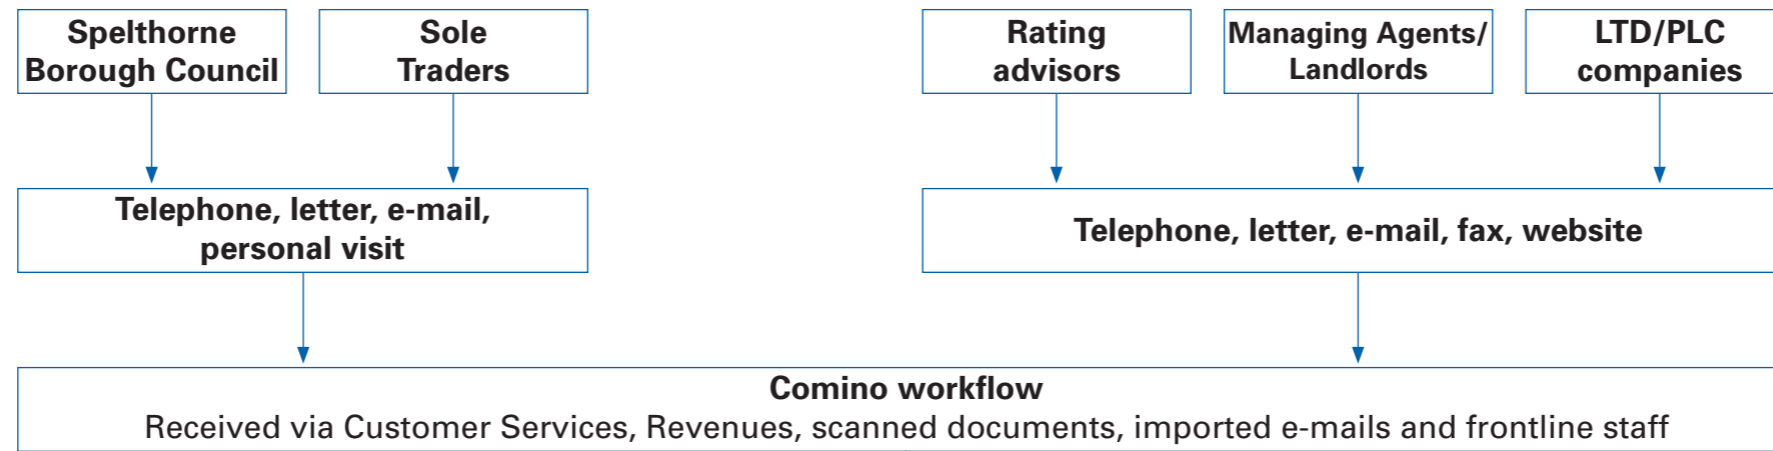 Spelthorne
Borough Council
Sole
Traders
Rating
advisors
Managing Agents/
Landlords
LTD/PLC
companies
Telephone, letter, e-mail,
personal visit
Telephone, letter, e-mail, fax, website
Comino workflow
Received via Customer Services, Revenues, scanned documents, imported e-mails and frontline staff